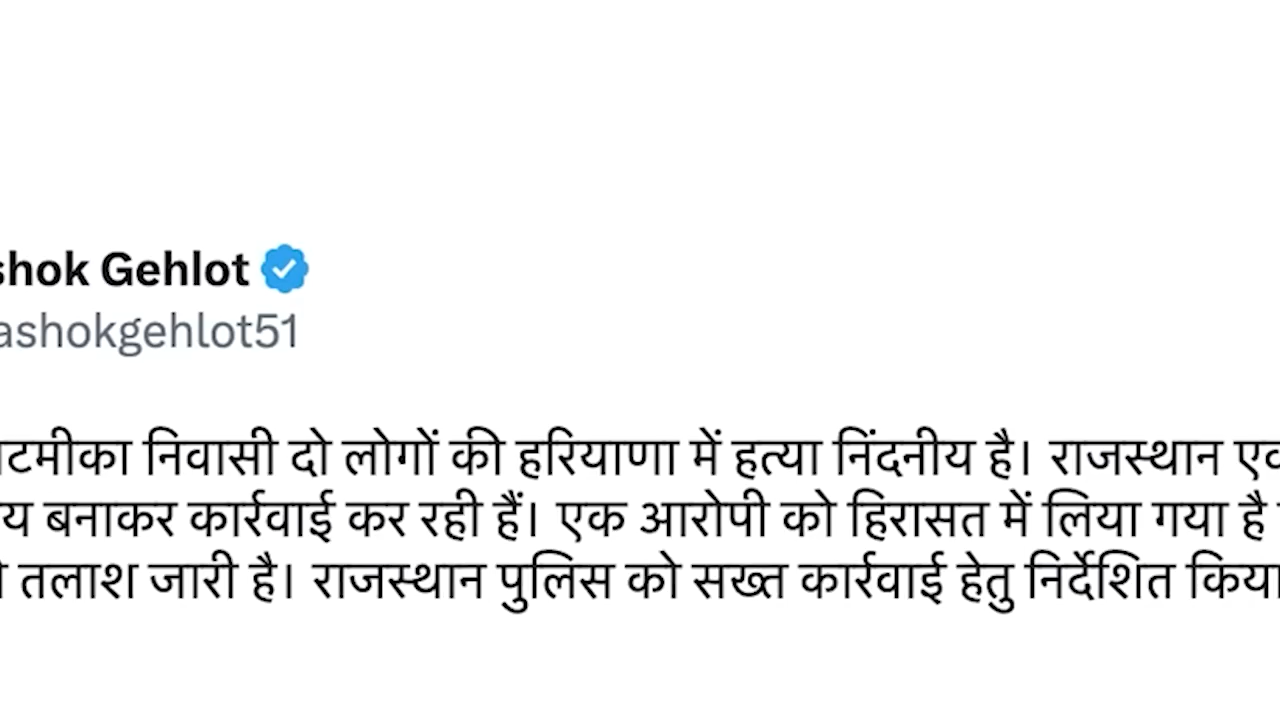 shok Gehlot
ashokgehlot51
टमीका निवासी दो लोगों की हरियाणा में हत्या निंदनीय है। राजस्थान एव
य बनाकर कार्रवाई कर रही हैं। एक आरोपी को हिरासत में लिया गया है
तलाश जारी है। राजस्थान पुलिस को सख्त कार्रवाई हेतु निर्देशित किया